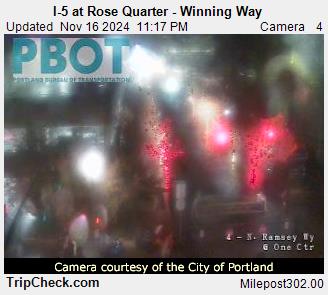 I-5 at Rose Quarter - Winning Way
Updated Nov 16 2024 11:17 PM Camera 4
PBOT
PORTLAND BUREAU OF TRANSPORTATION
4 - N. Ramsey Wy
@ One Ctr
Camera courtesy of the City of Portland
TripCheck.com Milepost302.00